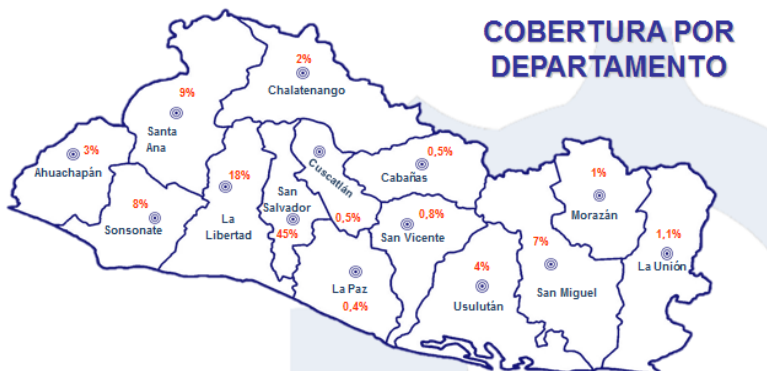 COBERTURA POR
DEPARTAMENTO
2%
Chalatenango
9%
Santa
Ana
3%
Ahuachapán
8%
Sonsonate
18%
La
Libertad
San
Salvador
45%
Cuscatlán
0,5%
0,5%
Cabañas
0,8%
San Vicente
La Paz
0,4%
4%
Usulután
7%
San Miguel
1%
Morazán
1,1%
La Unión